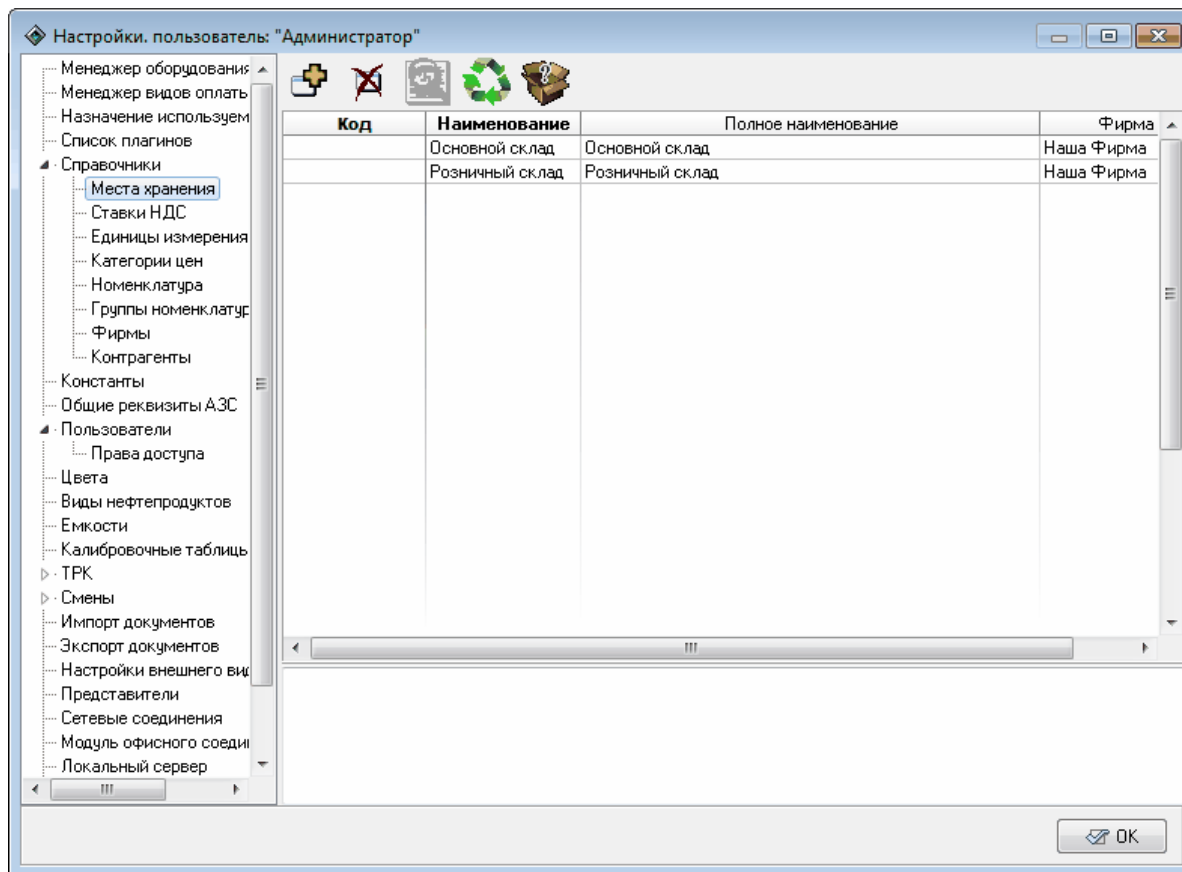 Настройки. пользователь: "Администратор"
Менеджер оборудования
Менеджер видов оплать
Назначение используем
Список плагинов
Справочники
Места хранения
Ставки НДС
Единицы измерения
Категории цен
Номенклатура
Группы номенклатур
Фирмы
Контрагенты
Константы
Общие реквизиты АЗС
Пользователи
Права доступа
Цвета
Виды нефтепродуктов
Емкости
Калибровочные таблиць
ТРК
Смены
Импорт документов
Экспорт документов
Настройки внешнего вид
Представители
Сетевые соединения
Модуль офисного соеди
Локальный сервер
Код Наименование Полное наименование Фирма
Основной склад Основной склад Наша Фирма
Розничный склад Розничный склад Наша Фирма
OK